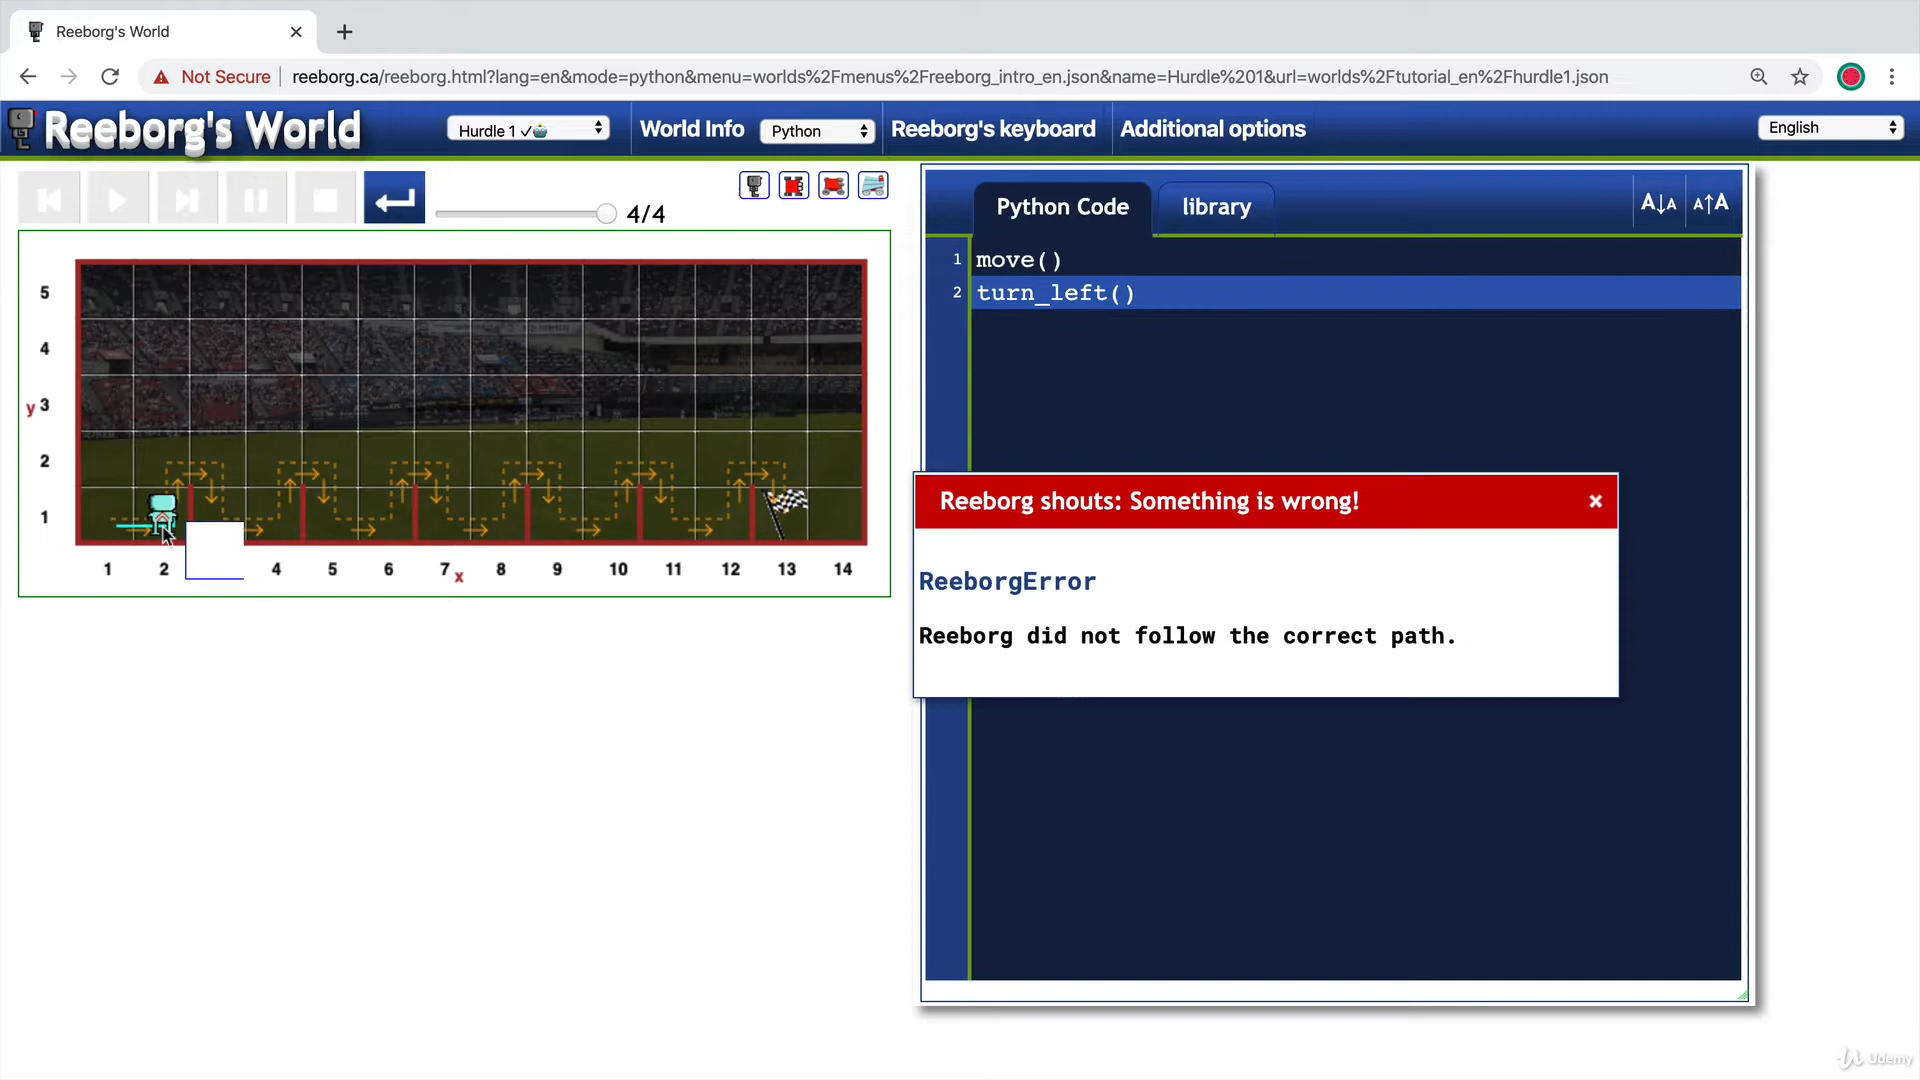 Reeborg's World
Not Secure
reeborg.ca/reeborg.html?lang=en&mode=python&menu=worlds%2Fmenus%2Freeborg_intro_en.json&name=Hurdle%201&url=worlds%2Ftutorial_en%2Fhurdle1.json
Reeborg's World
Hurdle 1 ✓
World Info
Python
Reeborg's keyboard
Additional options
English
4/4
Python Code
library
A↓A
A↑A
1 move()
2 turn_left()
5
4
y 3
2
1
1 2 4 5 6 7 x 8 9 10 11 12 13 14
Reeborg shouts: Something is wrong!
×
ReeborgError
Reeborg did not follow the correct path.
Udemy